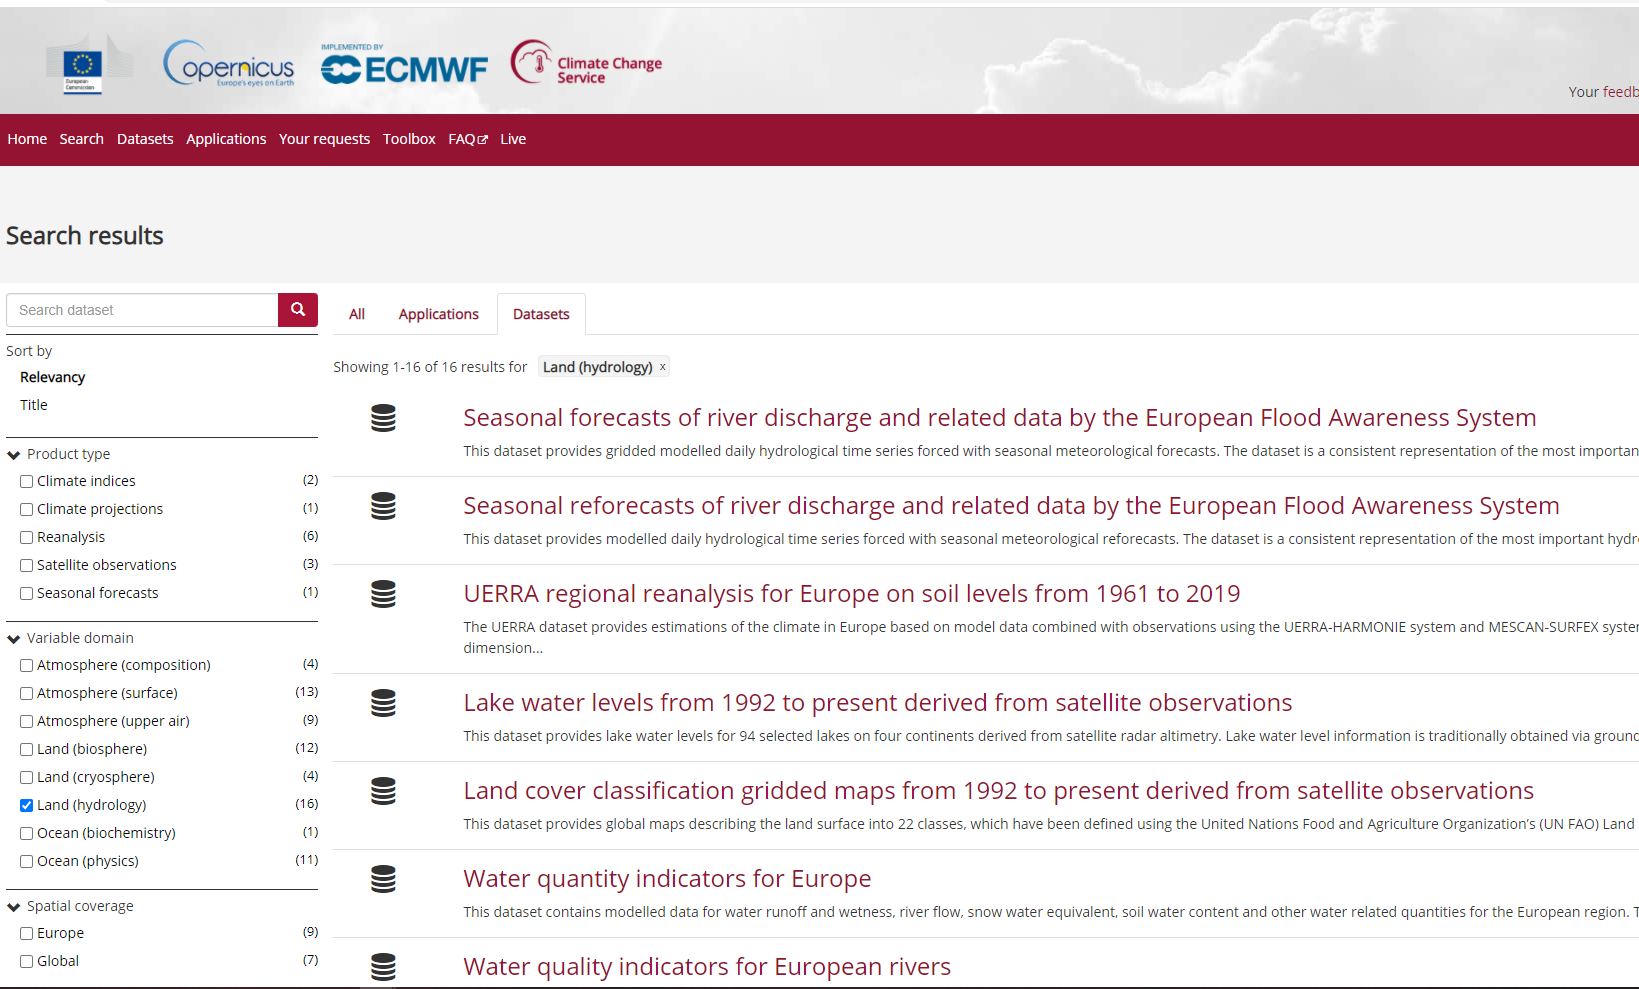 European
Commission
opernicus
Europe's eyes on Earth
IMPLEMENTED BY
ECMWF
Climate Change
Service
Your feedb
Home Search Datasets Applications Your requests Toolbox FAQ Live
Search results
Search dataset
Sort by
Relevancy
Title
Product type
Climate indices (2)
Climate projections (1)
Reanalysis (6)
Satellite observations (3)
Seasonal forecasts (1)
Variable domain
Atmosphere (composition) (4)
Atmosphere (surface) (13)
Atmosphere (upper air) (9)
Land (biosphere) (12)
Land (cryosphere) (4)
Land (hydrology) (16)
Ocean (biochemistry) (1)
Ocean (physics) (11)
Spatial coverage
Europe (9)
Global (7)
All Applications Datasets
Showing 1-16 of 16 results for Land (hydrology) x
Seasonal forecasts of river discharge and related data by the European Flood Awareness System
This dataset provides gridded modelled daily hydrological time series forced with seasonal meteorological forecasts. The dataset is a consistent representation of the most importan
Seasonal reforecasts of river discharge and related data by the European Flood Awareness System
This dataset provides modelled daily hydrological time series forced with seasonal meteorological reforecasts. The dataset is a consistent representation of the most important hydr
UERRA regional reanalysis for Europe on soil levels from 1961 to 2019
The UERRA dataset provides estimations of the climate in Europe based on model data combined with observations using the UERRA-HARMONIE system and MESCAN-SURFEX syster
dimension...
Lake water levels from 1992 to present derived from satellite observations
This dataset provides lake water levels for 94 selected lakes on four continents derived from satellite radar altimetry. Lake water level information is traditionally obtained via ground
Land cover classification gridded maps from 1992 to present derived from satellite observations
This dataset provides global maps describing the land surface into 22 classes, which have been defined using the United Nations Food and Agriculture Organization's (UN FAO) Land
Water quantity indicators for Europe
This dataset contains modelled data for water runoff and wetness, river flow, snow water equivalent, soil water content and other water related quantities for the European region. T
Water quality indicators for European rivers